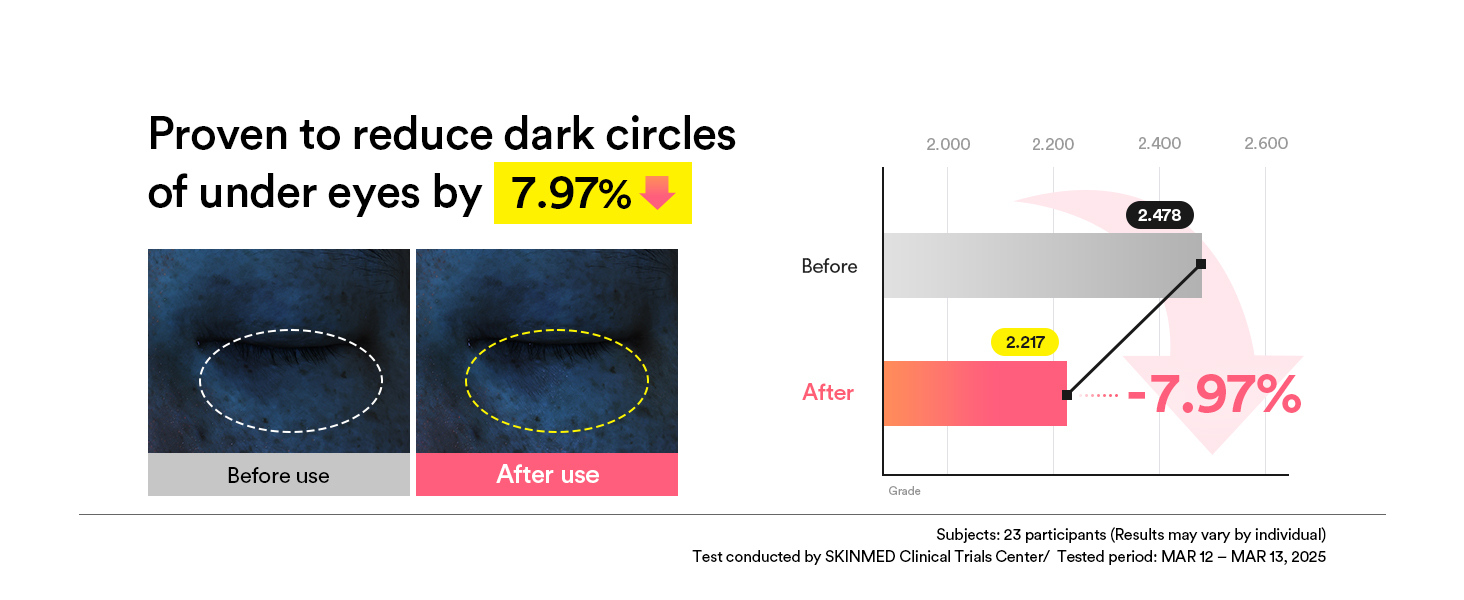 Proven to reduce dark circles
of under eyes by 7.97%
Before use
After use
2.000 2.200 2.400 2.600
2.478
Before
2.217
After
-7.97%
Grade
Subjects: 23 participants (Results may vary by individual)
Test conducted by SKINMED Clinical Trials Center/ Tested period: MAR 12 – MAR 13, 2025